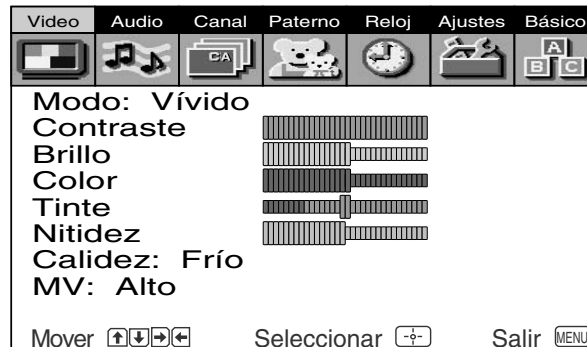 Video Audio Canal Paterno Reloj Ajustes Básico
CA
A
B C
Modo: Vívido
Contraste
Brillo
Color
Tinte
Nitidez
Calidez: Frío
MV: Alto
Mover Seleccionar Salir MENU